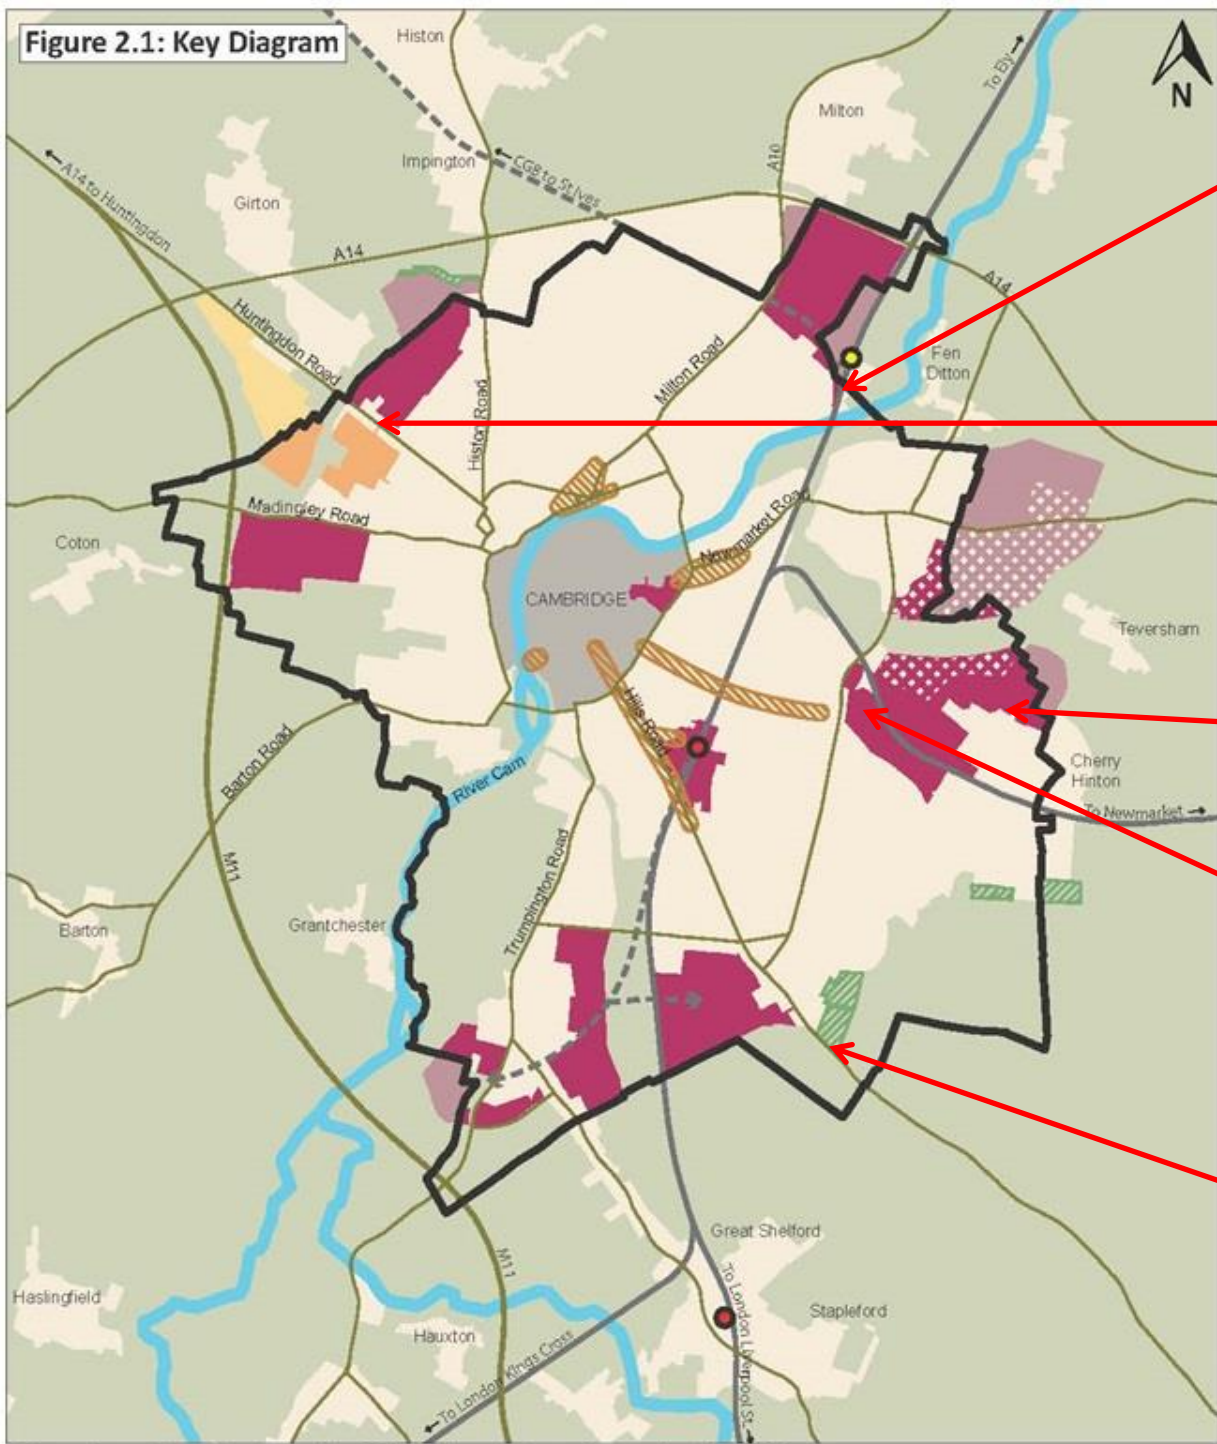 Figure 2.1: Key Diagram
Histon
To Ely
N
Milton
A10
Impington
CGB to St Ives
A14 to Huntingdon
Girton
A14
A14
Huntingdon Road
Milton Road
Fen
Ditton
Histon Road
Madingley Road
Newmarket Road
Coton
CAMBRIDGE
Teversham
Hills Road
Barton Road
River Cam
Cherry
Hinton
To Newmarket
M11
Trumpington Road
Grantchester
Barton
Great Shelford
M11
To London Liverpool St.
Haslingfield
Stapleford
Hauxton
To London Kings Cross